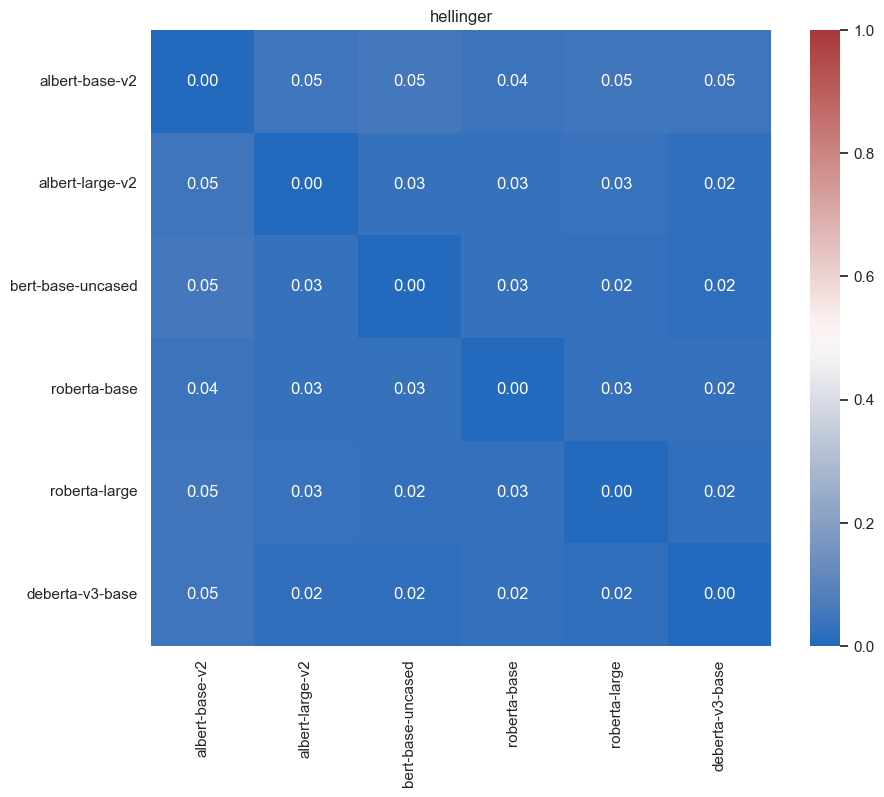 hellinger
albert-base-v2 0.00 0.05 0.05 0.04 0.05 0.05
albert-large-v2 0.05 0.00 0.03 0.03 0.03 0.02
bert-base-uncased 0.05 0.03 0.00 0.03 0.02 0.02
roberta-base 0.04 0.03 0.03 0.00 0.03 0.02
roberta-large 0.05 0.03 0.02 0.03 0.00 0.02
deberta-v3-base 0.05 0.02 0.02 0.02 0.02 0.00
albert-base-v2
albert-large-v2
bert-base-uncased
roberta-base
roberta-large
deberta-v3-base
1.0
0.8
0.6
0.4
0.2
0.0